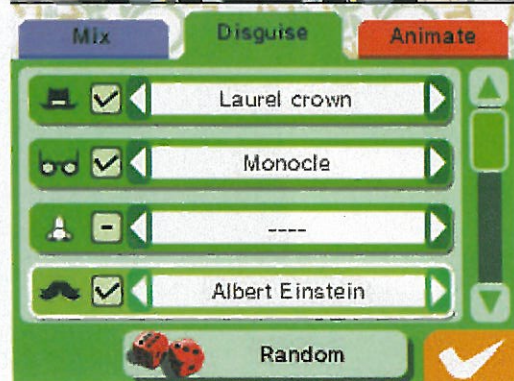 Mix Disguise Animate
Laurel crown
Monocle
----
Albert Einstein
Random